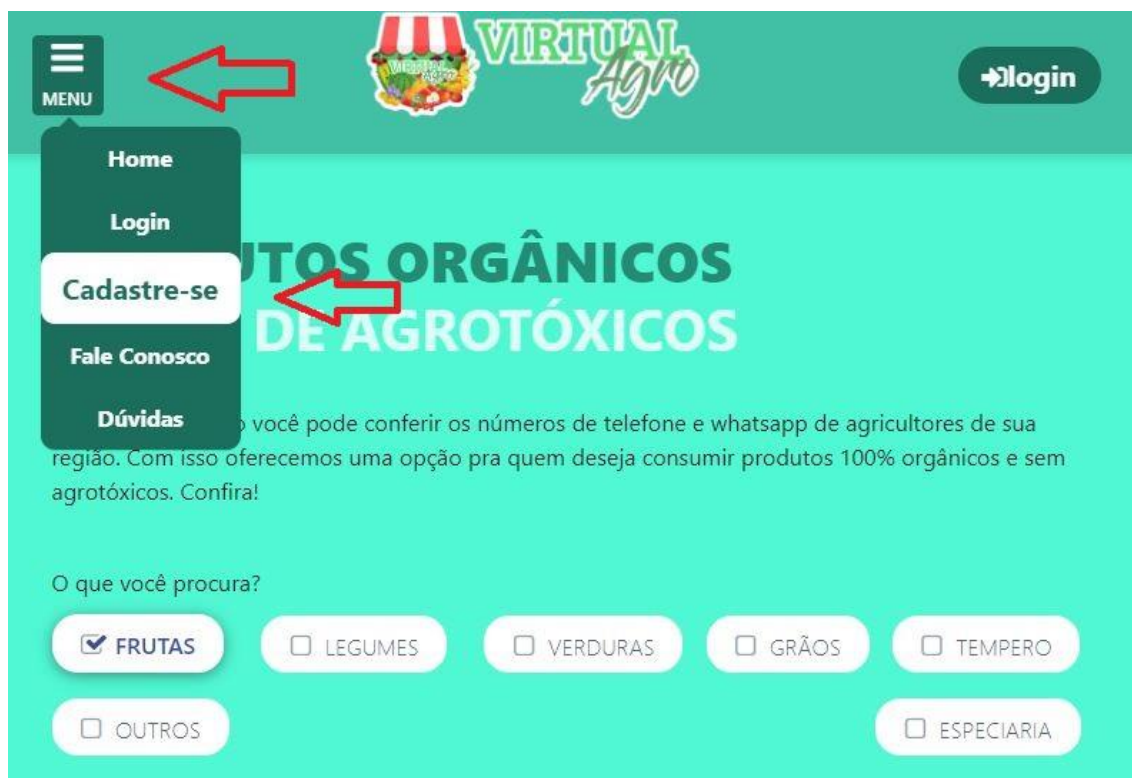 VIRTUAL
Agro
VIRTUAL
AGRO
MENU
login
Home
Login
Cadastre-se
Fale Conosco
Dúvidas
UTOS ORGÂNICOS
DE AGROTÓXICOS
você pode conferir os números de telefone e whatsapp de agricultores de sua
região. Com isso oferecemos uma opção pra quem deseja consumir produtos 100% orgânicos e sem
agrotóxicos. Confira!
O que você procura?
FRUTAS LEGUMES VERDURAS GRÃOS TEMPERO
OUTROS ESPECIARIA